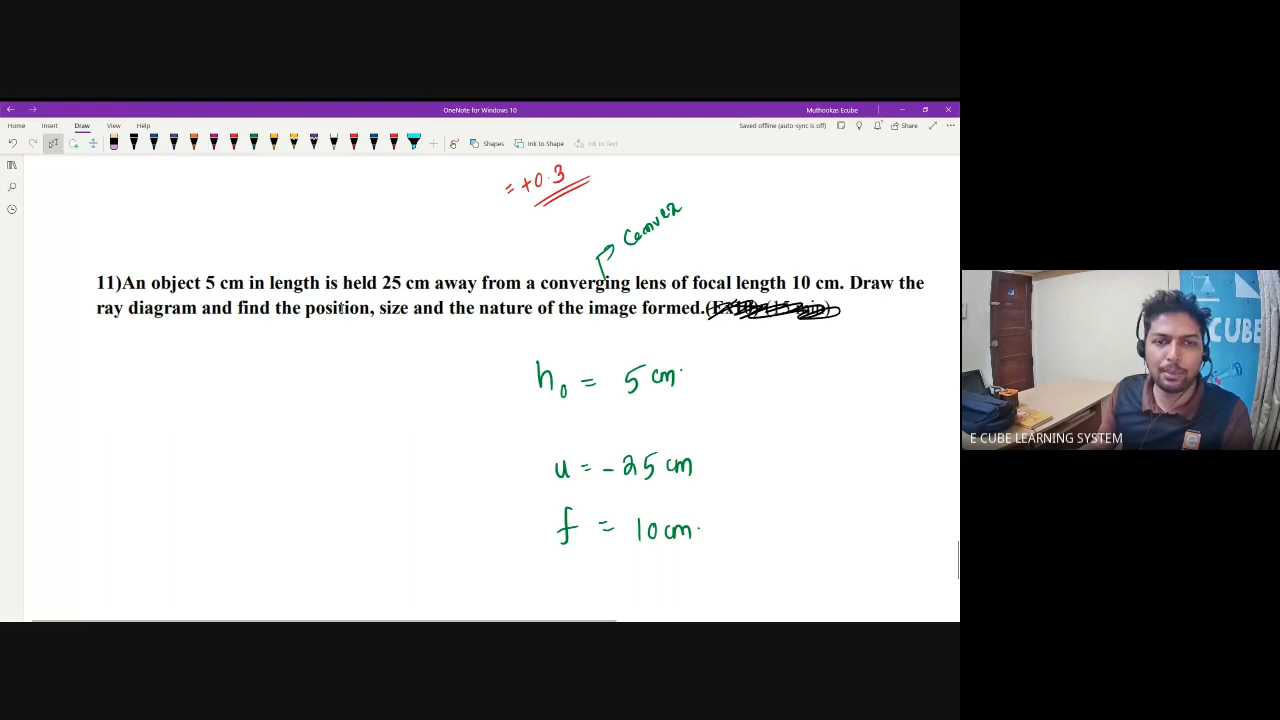 OneNote for Windows 10
Muthookas Ecube
Home Insert Draw View Help
Saved offline (auto-sync is off)
Share
Shapes
Ink to Shape
Ink to Text
= +0.3
Convex
11)An object 5 cm in length is held 25 cm away from a converging lens of focal length 10 cm. Draw the
ray diagram and find the position, size and the nature of the image formed.
h₀ = 5 cm.
u = - 25 cm
f = 10 cm.
CUBE
E CUBE LEARNING SYSTEM